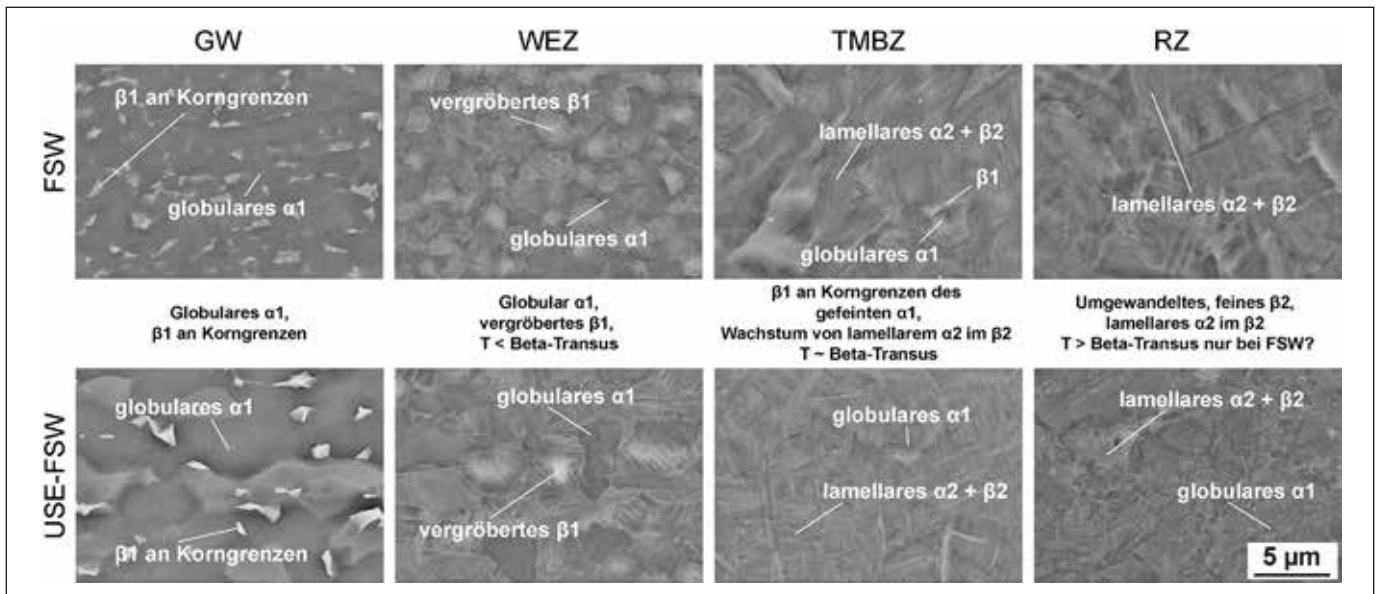 GW WEZ TMBZ RZ
FSW
β1 an Korngrenzen
globulares α1
vergröbertes β1
globulares α1
lamellares α2 + β2
β1
globulares α1
lamellares α2 + β2
Globulares α1,
β1 an Korngrenzen
Globular α1,
vergröbertes β1,
T < Beta-Transus
β1 an Korngrenzen des
gefeinten α1,
Wachstum von lamellarem α2 im β2
T ~ Beta-Transus
Umgewandeltes, feines β2,
lamellares α2 im β2
T > Beta-Transus nur bei FSW?
USE-FSW
globulares α1
β1 an Korngrenzen
globulares α1
vergröbertes β1
globulares α1
lamellares α2 + β2
lamellares α2 + β2
globulares α1
5 µm